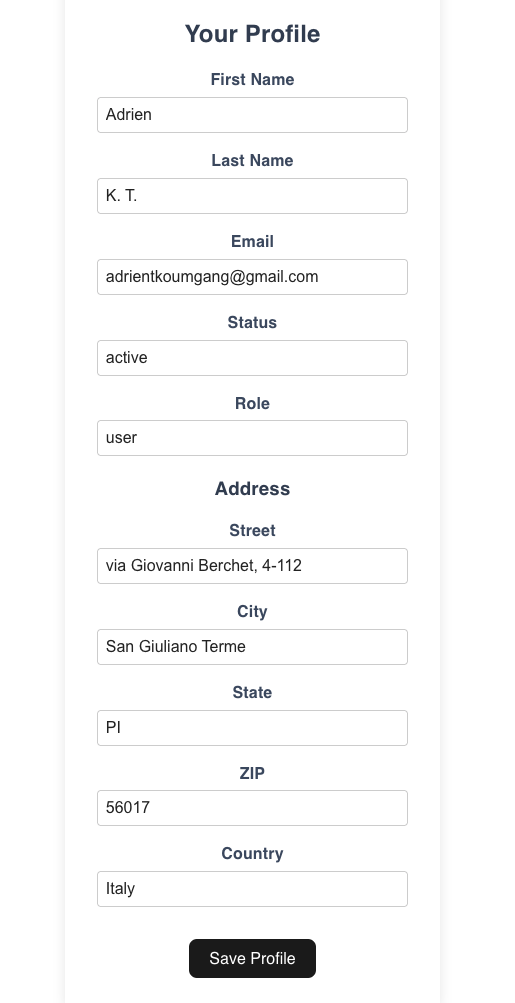 Your Profile
First Name
Adrien
Last Name
K. T.
Email
adrientkoumgang@gmail.com
Status
active
Role
user
Address
Street
via Giovanni Berchet, 4-112
City
San Giuliano Terme
State
PI
ZIP
56017
Country
Italy
Save Profile